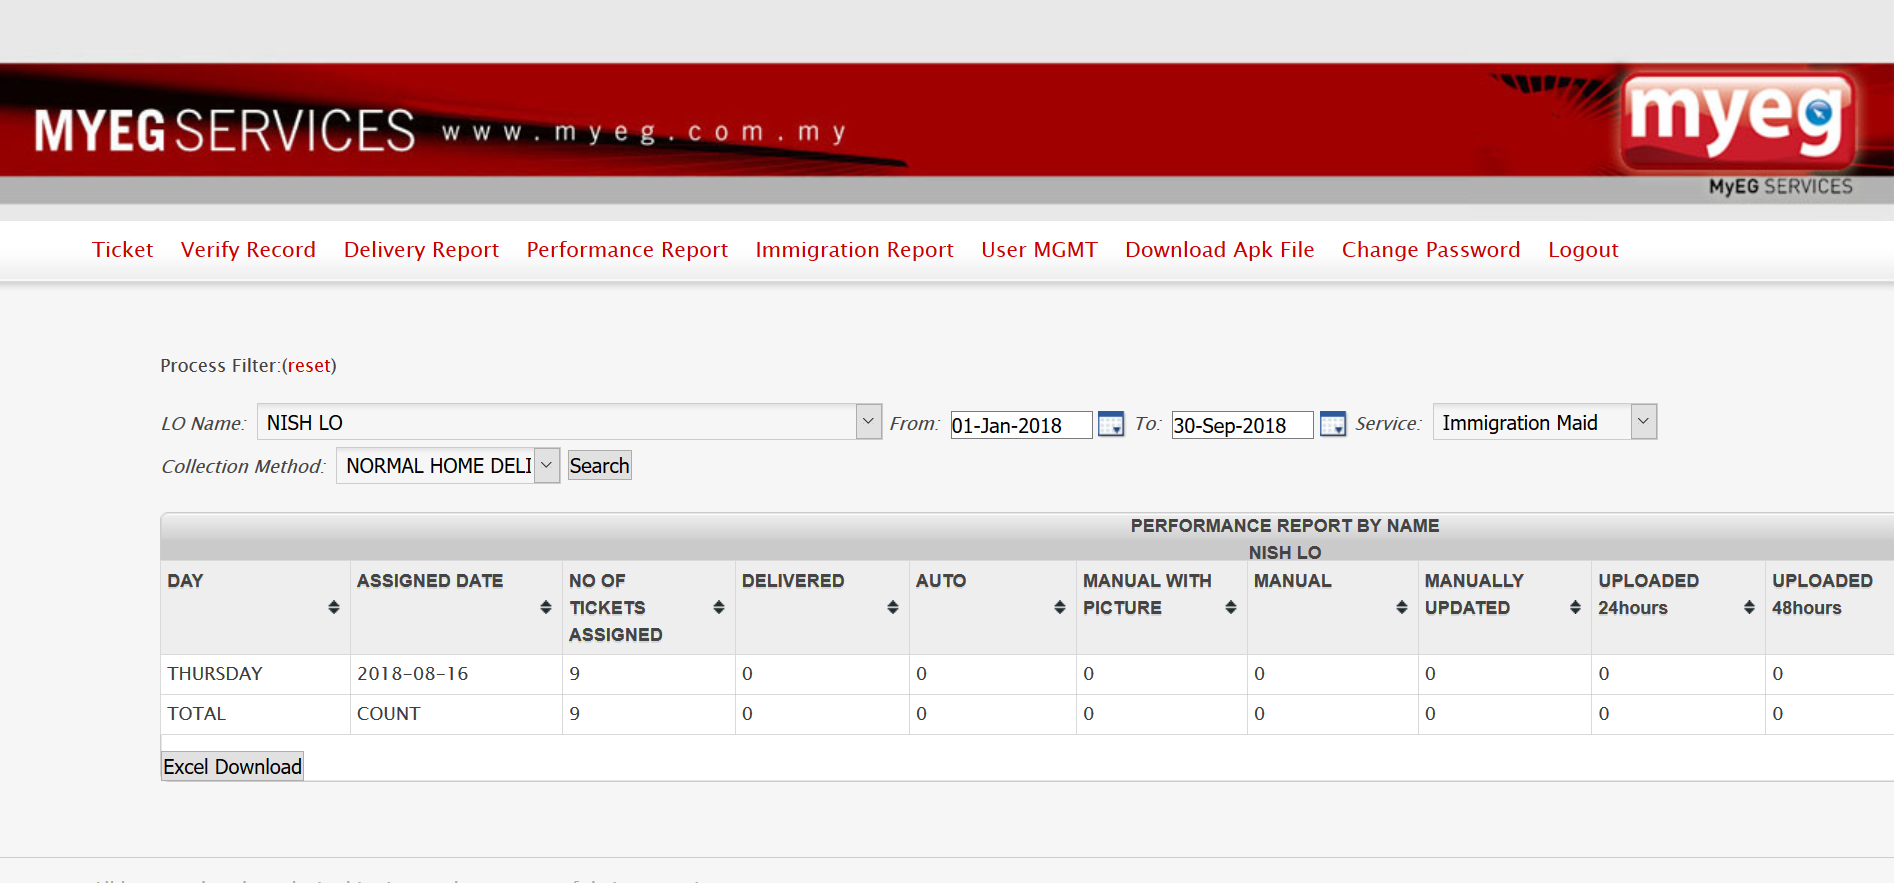 MYEG SERVICES www.myeg.com.my
myeg
MyEG SERVICES
Ticket Verify Record Delivery Report Performance Report Immigration Report User MGMT Download Apk File Change Password Logout
Process Filter:(reset)
LO Name: NISH LO From: 01-Jan-2018 To: 30-Sep-2018 Service: Immigration Maid
Collection Method: NORMAL HOME DELI Search
PERFORMANCE REPORT BY NAME
NISH LO
DAY ASSIGNED DATE NO OF TICKETS ASSIGNED DELIVERED AUTO MANUAL WITH PICTURE MANUAL MANUALLY UPDATED UPLOADED 24hours UPLOADED 48hours
THURSDAY 2018-08-16 9 0 0 0 0 0 0 0
TOTAL COUNT 9 0 0 0 0 0 0 0
Excel Download